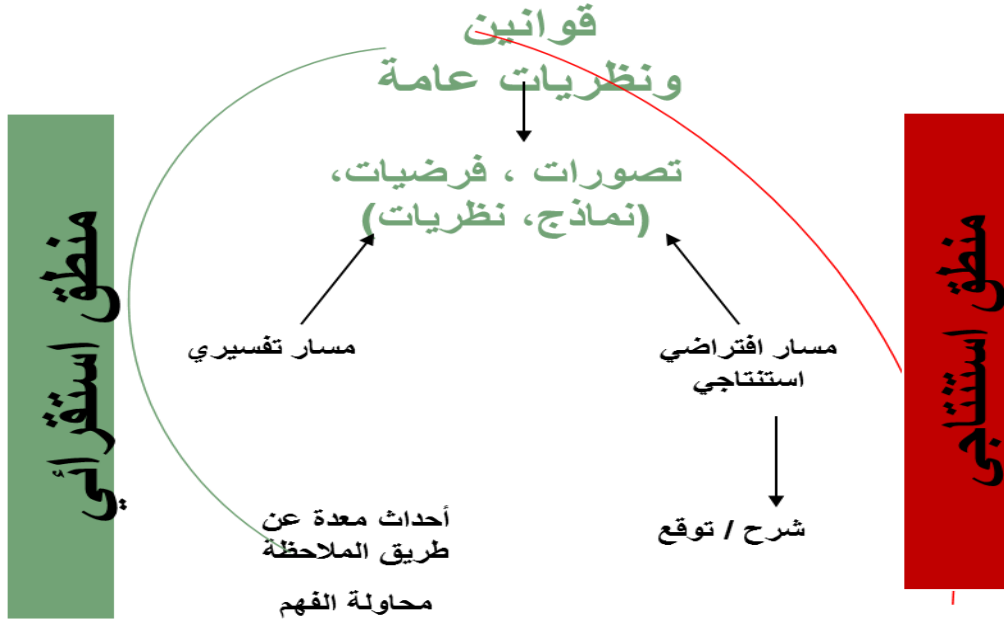 قوانين
ونظريات عامة
تصورات ، فرضيات،
(نماذج، نظريات)
منطق استنتاجي
منطق استقرائي
مسار افتراضي
استنتاجي
مسار تفسيري
شرح / توقع
أحداث معدة عن
طريق الملاحظة
محاولة الفهم